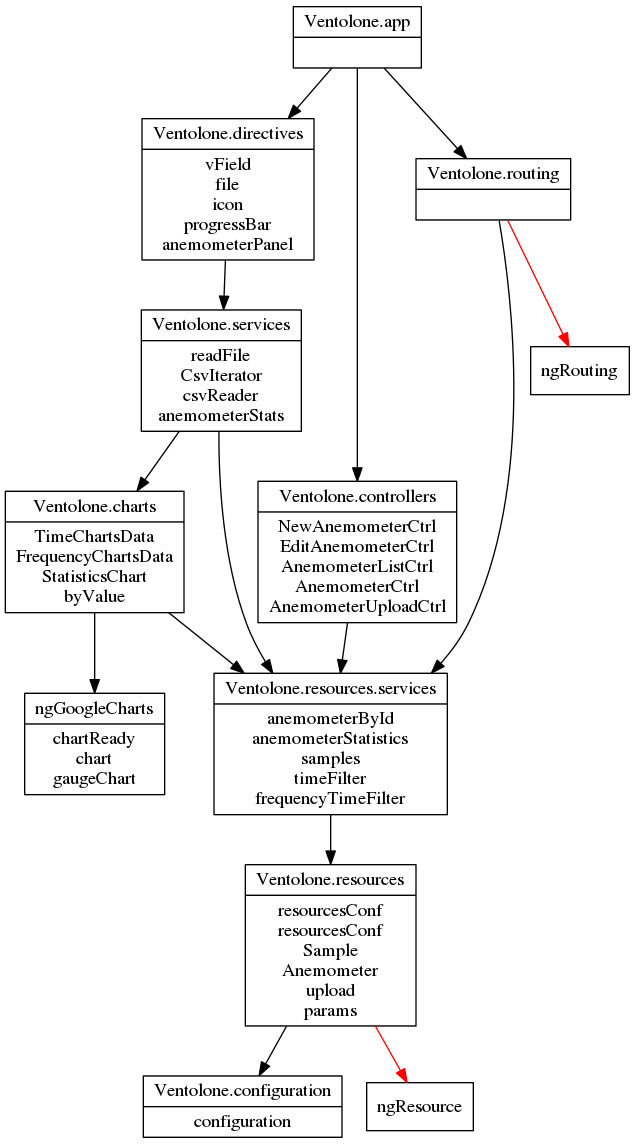 Ventolone.app
Ventolone.directives
vField
file
icon
progressBar
anemometerPanel
Ventolone.routing
Ventolone.services
readFile
CsvIterator
csvReader
anemometerStats
ngRouting
Ventolone.charts
TimeChartsData
FrequencyChartsData
StatisticsChart
byValue
Ventolone.controllers
NewAnemometerCtrl
EditAnemometerCtrl
AnemometerListCtrl
AnemometerCtrl
AnemometerUploadCtrl
ngGoogleCharts
chartReady
chart
gaugeChart
Ventolone.resources.services
anemometerById
anemometerStatistics
samples
timeFilter
frequencyTimeFilter
Ventolone.resources
resourcesConf
resourcesConf
Sample
Anemometer
upload
params
Ventolone.configuration
configuration
ngResource